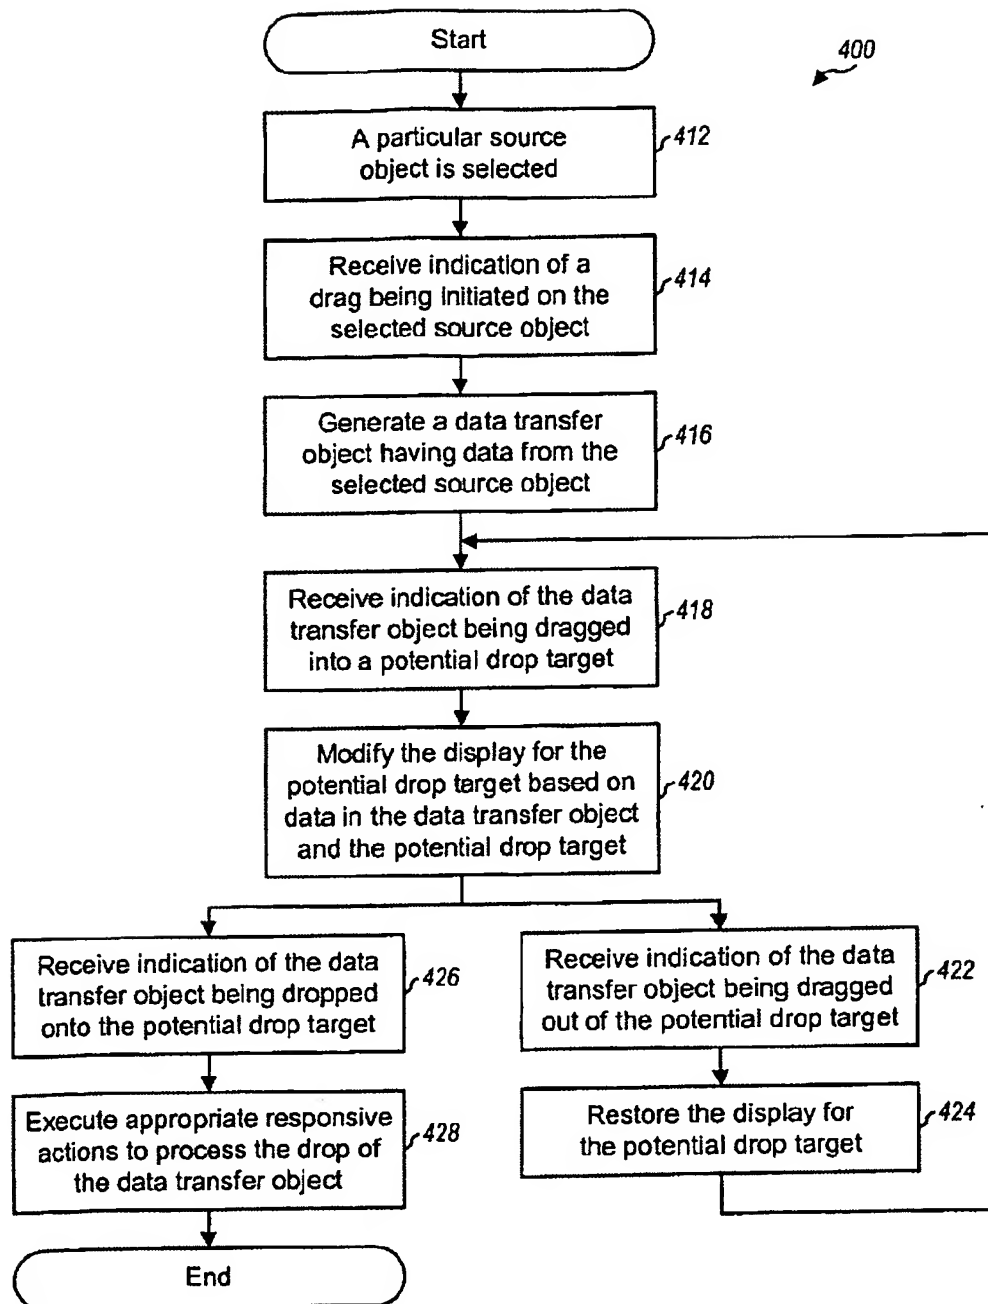 Start
400
A particular source
object is selected
412
Receive indication of a
drag being initiated on the
selected source object
414
Generate a data transfer
object having data from the
selected source object
416
Receive indication of the data
transfer object being dragged
into a potential drop target
418
Modify the display for the
potential drop target based on
data in the data transfer object
and the potential drop target
420
Receive indication of the data
transfer object being dropped
onto the potential drop target
426
Receive indication of the data
transfer object being dragged
out of the potential drop target
422
Execute appropriate responsive
actions to process the drop of
the data transfer object
428
Restore the display for
the potential drop target
424
End